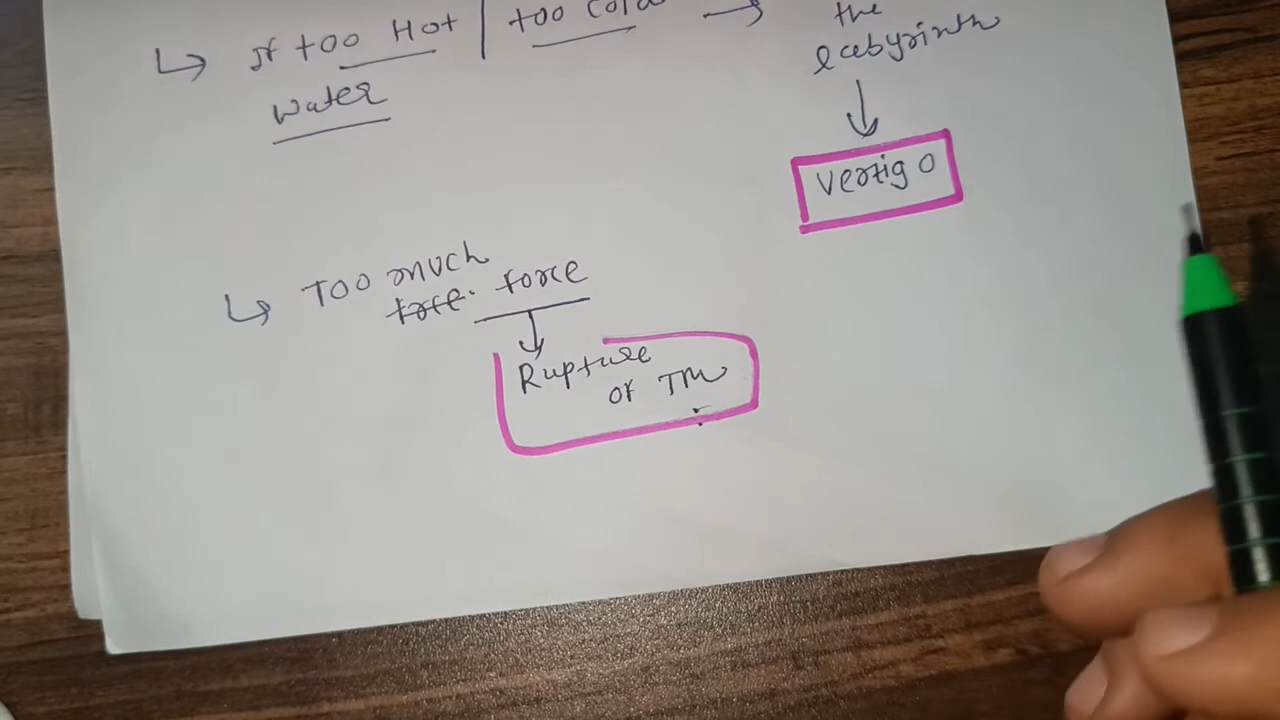 ↳ If too Hot | too Cold →
water
the
labyrinth
↓
Vertigo
↳ Too much
force
↓
Rupture
of TM